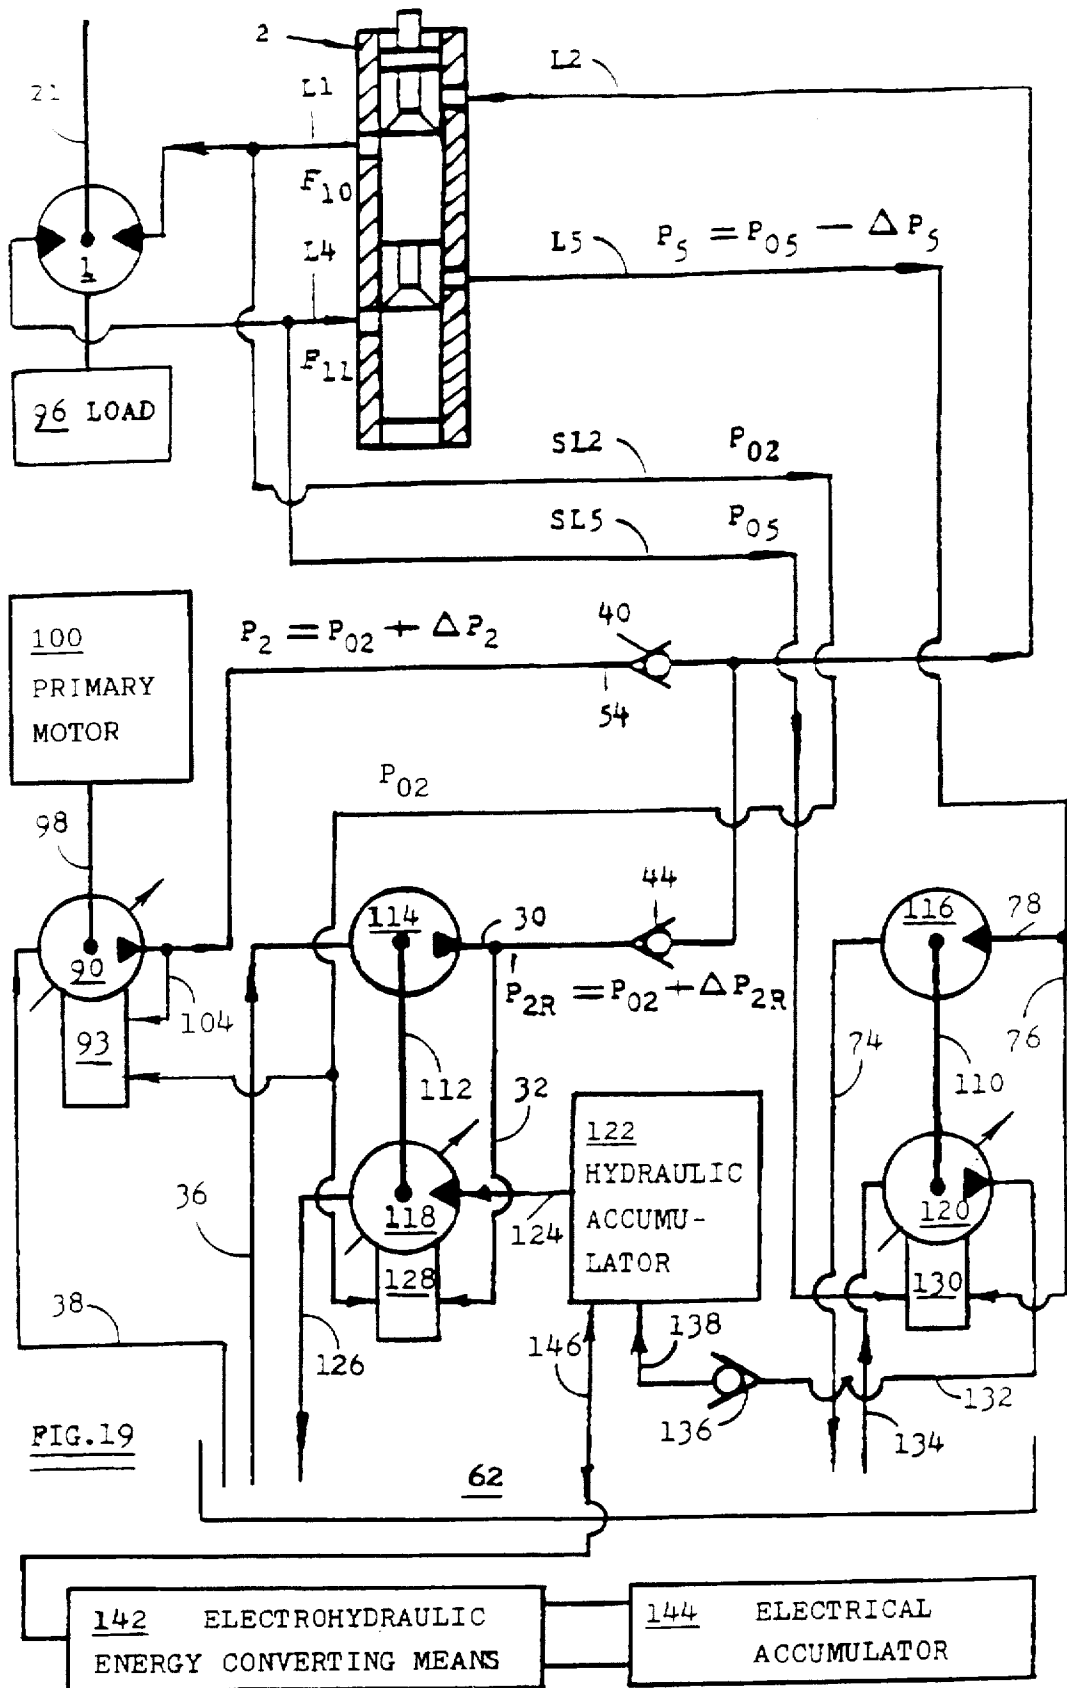 2
L2
21
L1
F10
L5
P5 = P05 − ΔP5
1
L4
F11
96 LOAD
SL2
P02
SL5
P05
100
PRIMARY
MOTOR
P2 = P02 + ΔP2
40
54
P02
98
44
114
30
116
78
90
P2R = P02 + ΔP2R
104
93
74
76
112
32
110
122
HYDRAULIC
ACCUMU-
LATOR
36
118
124
120
128
130
38
126
146
138
136
132
134
FIG.19
62
142 ELECTROHYDRAULIC
ENERGY CONVERTING MEANS
144 ELECTRICAL
ACCUMULATOR